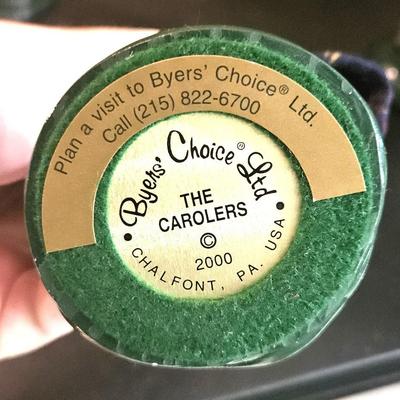 Plan a visit to Byers' Choice® Ltd.
Call (215) 822-6700
Byers' Choice® Ltd
THE
CAROLERS
©
2000
• CHALFONT, PA. USA •